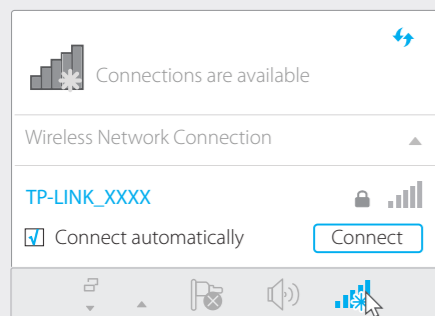 Connections are available
Wireless Network Connection
TP-LINK_XXXX
Connect automatically
Connect